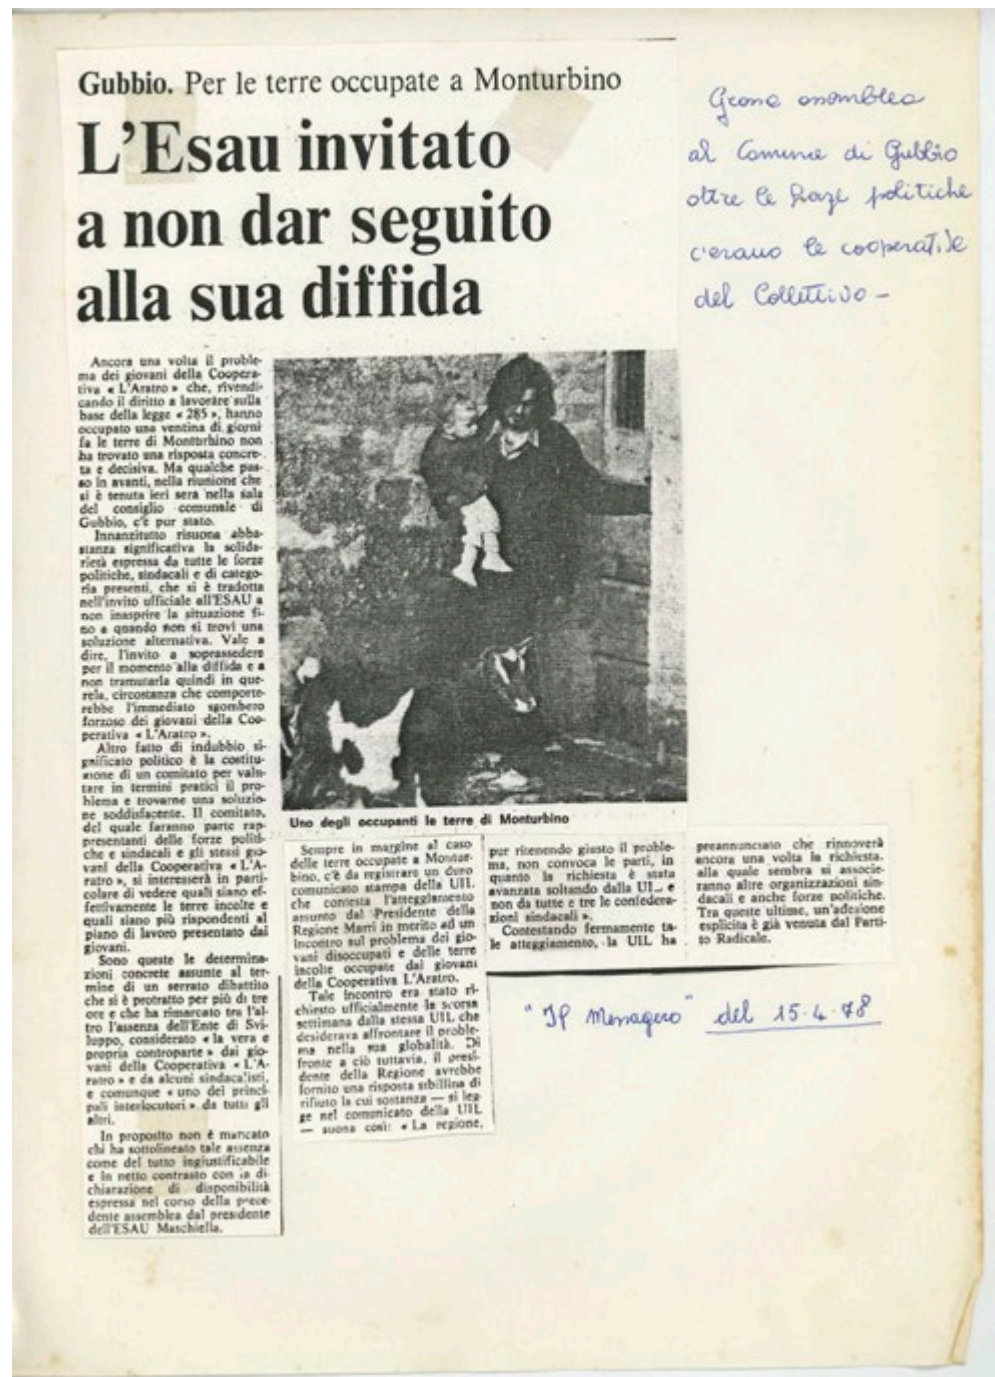 Gubbio. Per le terre occupate a Monturbino
L'Esau invitato
a non dar seguito
alla sua diffida
al Comune di Gubbio
oltre le forze politiche
c'erano le cooperative
del Collettivo -
Ancora una volta il proble-
ma dei giovani della Coopera-
tiva « L'Aratro » che, rivendi-
cando il diritto a lavorare sulla
base della legge « 285 », hanno
occupato una ventina di giorni
fa le terre di Monturbino non
ha trovato una risposta concre-
ta e decisiva. Ma qualche pas-
so in avanti, nella riunione che
si è tenuta ieri sera nella sala
del consiglio comunale di
Gubbio, c'è pur stato.
Innanzitutto risuona abba-
stanza significativa la solida-
rietà espressa da tutte le forze
politiche, sindacali e di catego-
ria presenti, che si è tradotta
nell'invito ufficiale all'ESAU a
non inasprire la situazione fi-
no a quando non si trovi una
soluzione alternativa. Vale a
dire, l'invito a soprassedere
per il momento alla diffida e a
non tramutarla quindi in que-
rela, circostanza che comporte-
rebbe l'immediato sgombero
forzoso dei giovani della Coo-
perativa « L'Aratro ».
Altro fatto di indubbio si-
gnificato politico è la costitu-
zione di un comitato per valu-
tare in termini pratici il pro-
blema e trovarne una soluzio-
ne soddisfacente. Il comitato,
del quale faranno parte rap-
presentanti delle forze politi-
che e sindacali e gli stessi gio-
vani della Cooperativa « L'A-
ratro », si interesserà in parti-
colare di vedere quali siano ef-
fettivamente le terre incolte e
quali siano più rispondenti al
piano di lavoro presentato dai
giovani.
Sono queste le determina-
zioni concrete assunte al ter-
mine di un serrato dibattito
che si è protratto per più di tre
ore e che ha rimarcato tra l'al-
tro l'assenza dell'Ente di Svi-
luppo, considerato « la vera e
propria controparte » dai gio-
vani della Cooperativa « L'A-
ratro » e da alcuni sindacalisti,
e comunque « uno dei princi-
pali interlocutori » da tutti gli
altri.
In proposito non è mancato
chi ha sottolineato tale assenza
come del tutto ingiustificabile
e in netto contrasto con la di-
chiarazione di disponibilità
espressa nel corso della prece-
dente assemblea dal presidente
dell'ESAU Maschiella.
Uno degli occupanti le terre di Monturbino
Sempre in margine al caso
delle terre occupate a Montur-
bino, c'è da registrare un duro
comunicato stampa della UIL
che contesta l'atteggiamento
assunto dal Presidente della
Regione Marri in merito ad un
incontro sul problema dei gio-
vani disoccupati e delle terre
incolte occupate dai giovani
della Cooperativa L'Aratro.
Tale incontro era stato ri-
chiesto ufficialmente la scorsa
settimana dalla stessa UIL che
desiderava affrontare il proble-
ma nella sua globalità. Di
fronte a ciò tuttavia, il presi-
dente della Regione avrebbe
fornito una risposta sibillina di
rifiuto la cui sostanza — si leg-
ge nel comunicato della UIL
— suona così: « La regione,
pur ritenendo giusto il proble-
ma, non convoca le parti, in
quanto la richiesta è stata
avanzata soltando dalla UI e
non da tutte e tre le confedera-
zioni sindacali ».
Contestando fermamente ta-
le atteggiamento, la UIL ha
preannunciato che rinnoverà
ancora una volta la richiesta,
alla quale sembra si associe-
ranno altre organizzazioni sin-
dacali e anche forze politiche.
Tra queste ultime, un'adesione
esplicita è già venuta dal Parti-
to Radicale.
"Il Messagero" del 15.4.78